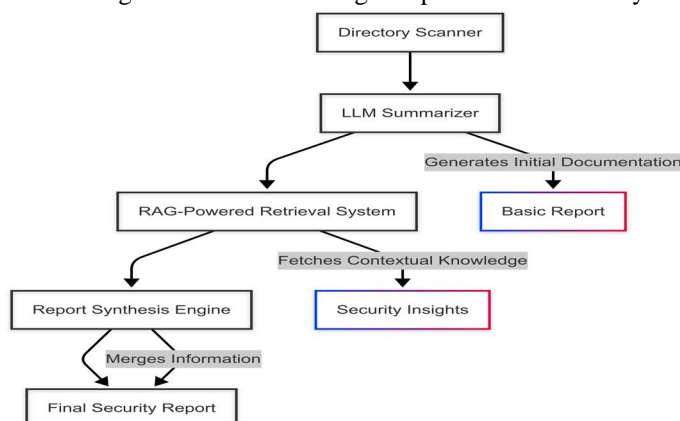 Directory Scanner
LLM Summarizer
Generates Initial Documentation
RAG-Powered Retrieval System
Basic Report
Fetches Contextual Knowledge
Report Synthesis Engine
Security Insights
Merges Information
Final Security Report